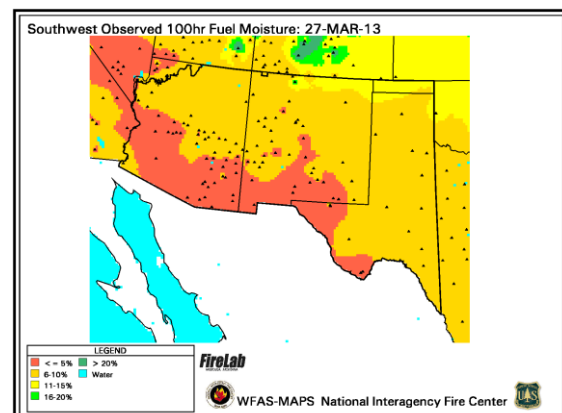 Southwest Observed 100hr Fuel Moisture: 27-MAR-13
LEGEND
< = 5%
> 20%
6-10%
Water
11-15%
16-20%
FireLab
WFAS-MAPS National Interagency Fire Center
UAS